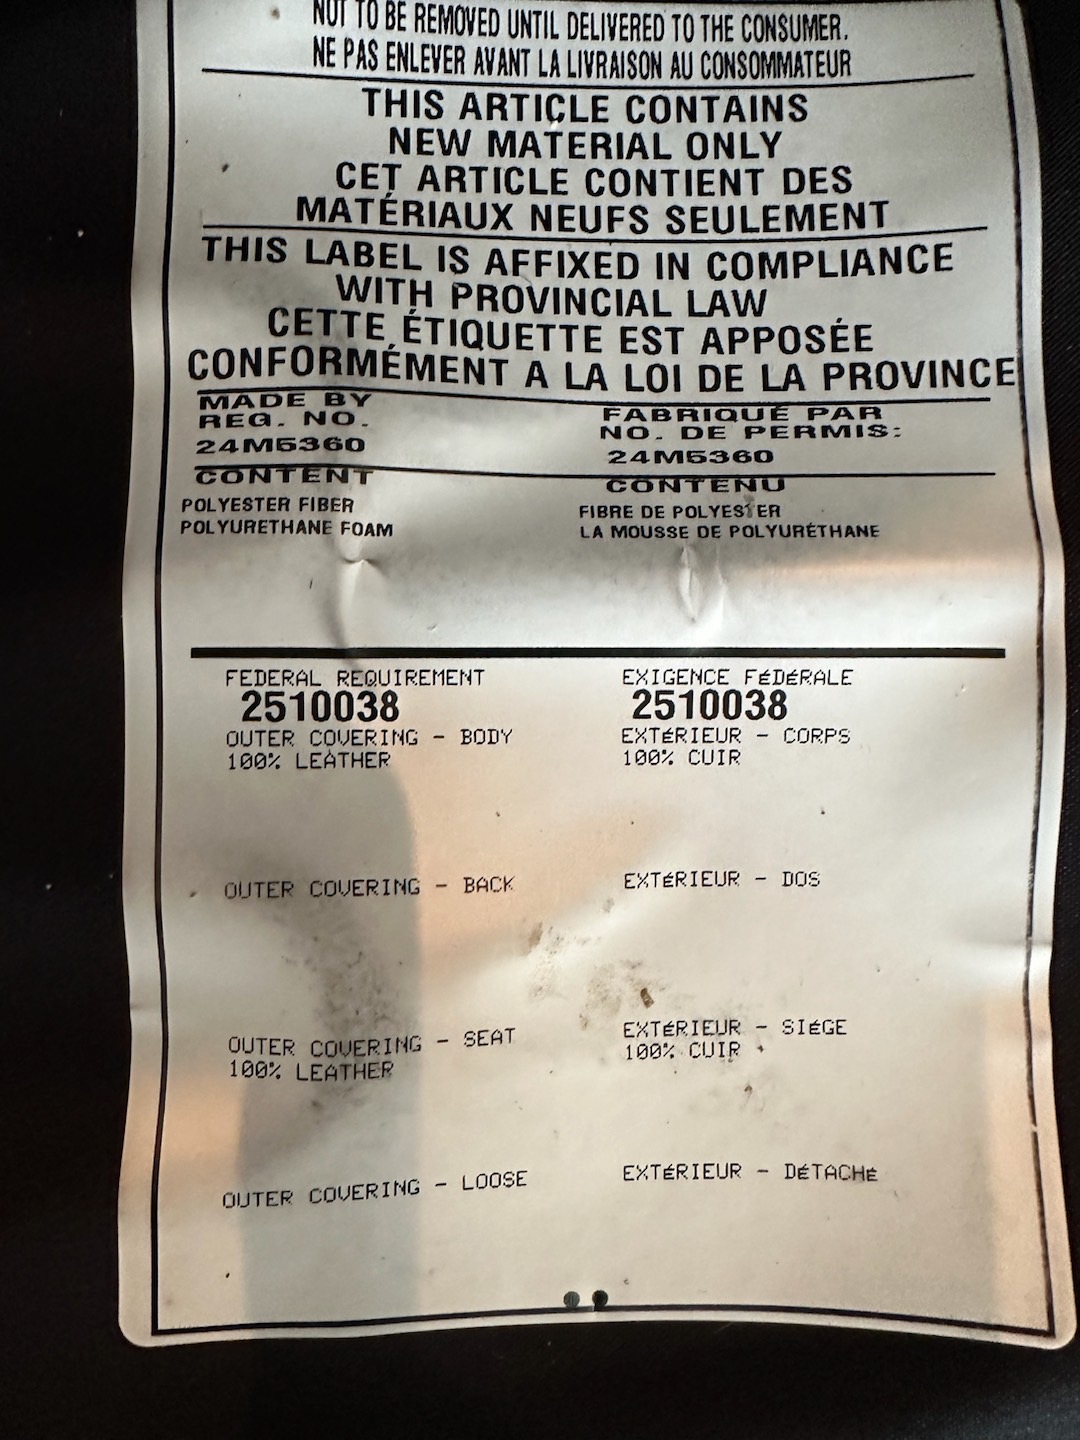 NOT TO BE REMOVED UNTIL DELIVERED TO THE CONSUMER.
NE PAS ENLEVER AVANT LA LIVRAISON AU CONSOMMATEUR
THIS ARTICLE CONTAINS
NEW MATERIAL ONLY
CET ARTICLE CONTIENT DES
MATÉRIAUX NEUFS SEULEMENT
THIS LABEL IS AFFIXED IN COMPLIANCE
WITH PROVINCIAL LAW
CETTE ÉTIQUETTE EST APPOSÉE
CONFORMÉMENT A LA LOI DE LA PROVINCE
MADE BY
REG. NO.
24M5360
FABRIQUÉ PAR
NO. DE PERMIS:
24M5360
CONTENT
POLYESTER FIBER
POLYURETHANE FOAM
CONTENU
FIBRE DE POLYESTER
LA MOUSSE DE POLYURÉTHANE
FEDERAL REQUIREMENT
2510038
OUTER COVERING - BODY
100% LEATHER
EXIGENCE FÉDÉRALE
2510038
EXTÉRIEUR - CORPS
100% CUIR
OUTER COVERING - BACK
EXTÉRIEUR - DOS
OUTER COVERING - SEAT
100% LEATHER
EXTÉRIEUR - SIÉGE
100% CUIR
OUTER COVERING - LOOSE
EXTÉRIEUR - DÉTACHÉ